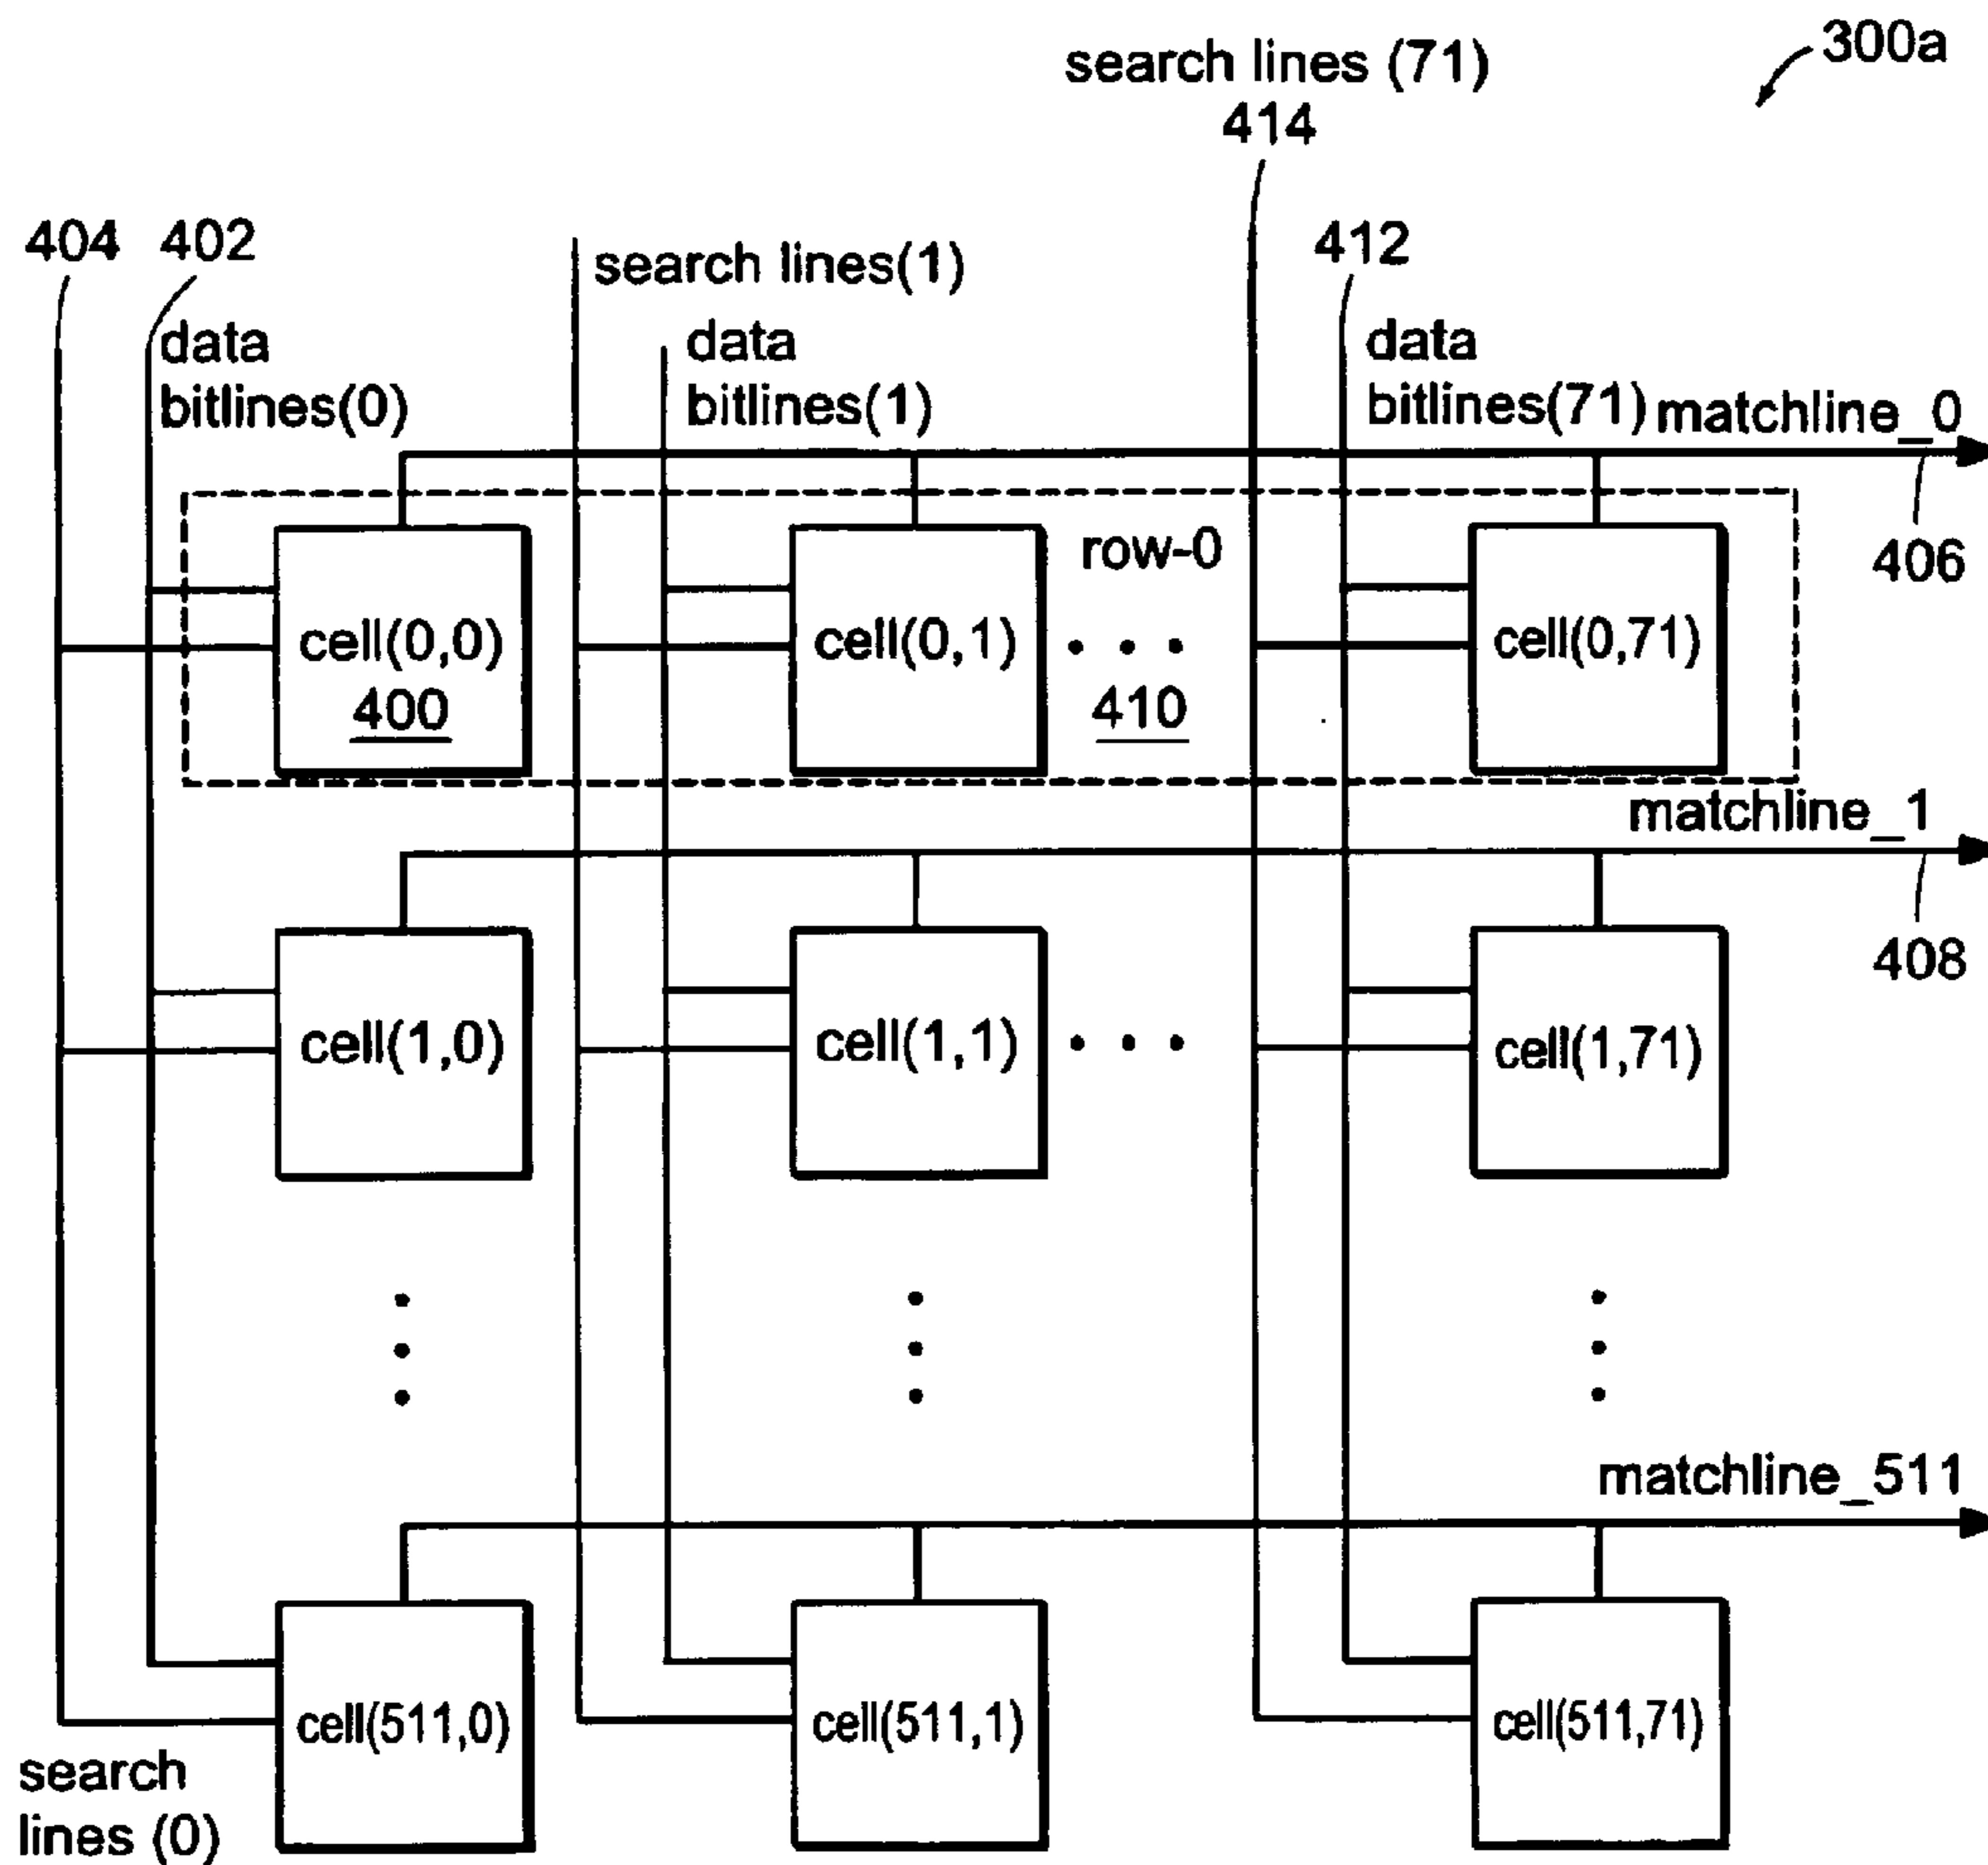 300a
search lines (71)
414
404
402
search lines(1)
412
data
bitlines(0)
data
bitlines(1)
data
bitlines(71)
matchline_0
406
row-0
cell(0,0)
400
cell(0,1)
410
cell(0,71)
matchline_1
408
cell(1,0)
cell(1,1)
cell(1,71)
matchline_511
cell(511,0)
cell(511,1)
cell(511,71)
search
lines (0)